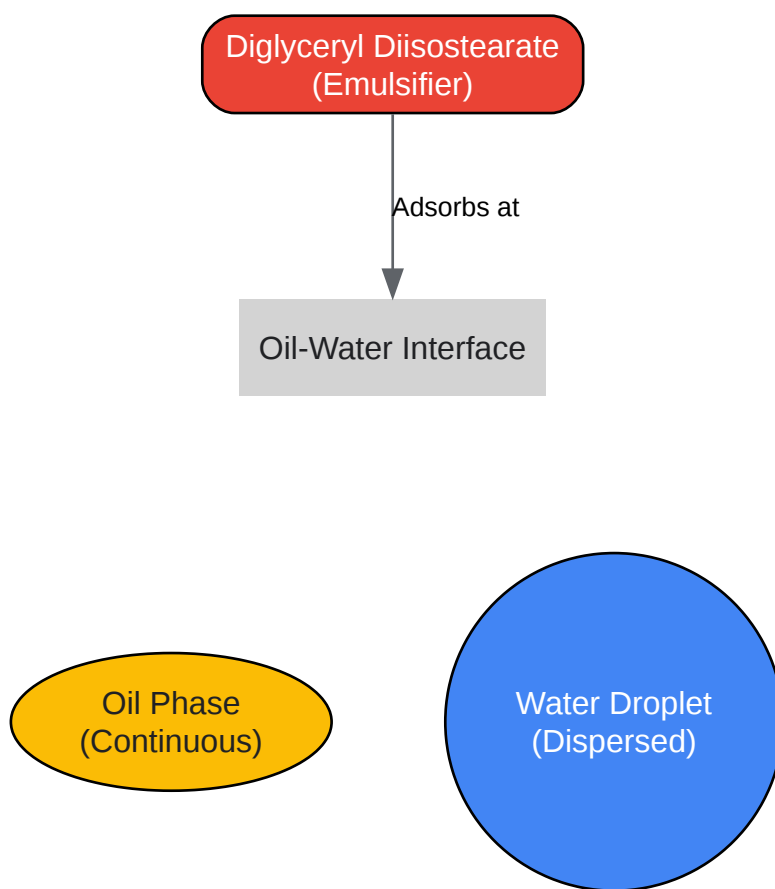 Diglyceryl Diisostearate
(Emulsifier)
Adsorbs at
Oil-Water Interface
Oil Phase
(Continuous)
Water Droplet
(Dispersed)